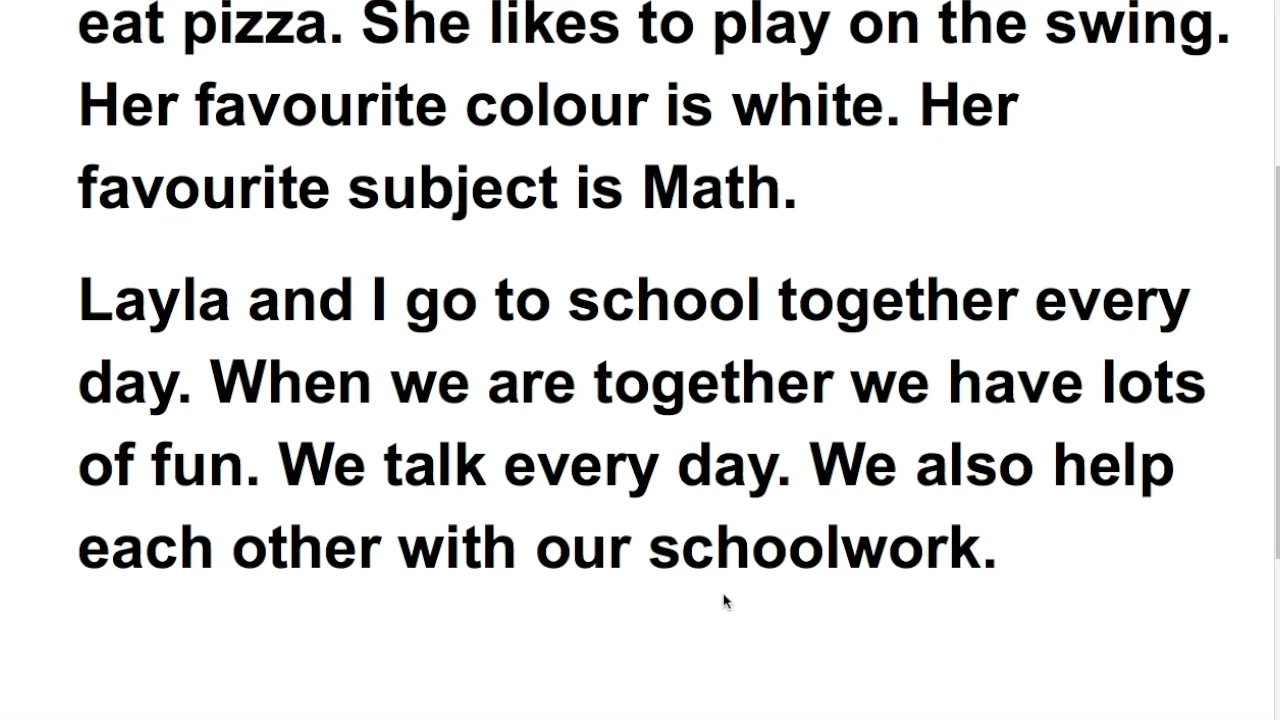 eat pizza. She likes to play on the swing.
Her favourite colour is white. Her
favourite subject is Math.
Layla and I go to school together every
day. When we are together we have lots
of fun. We talk every day. We also help
each other with our schoolwork.